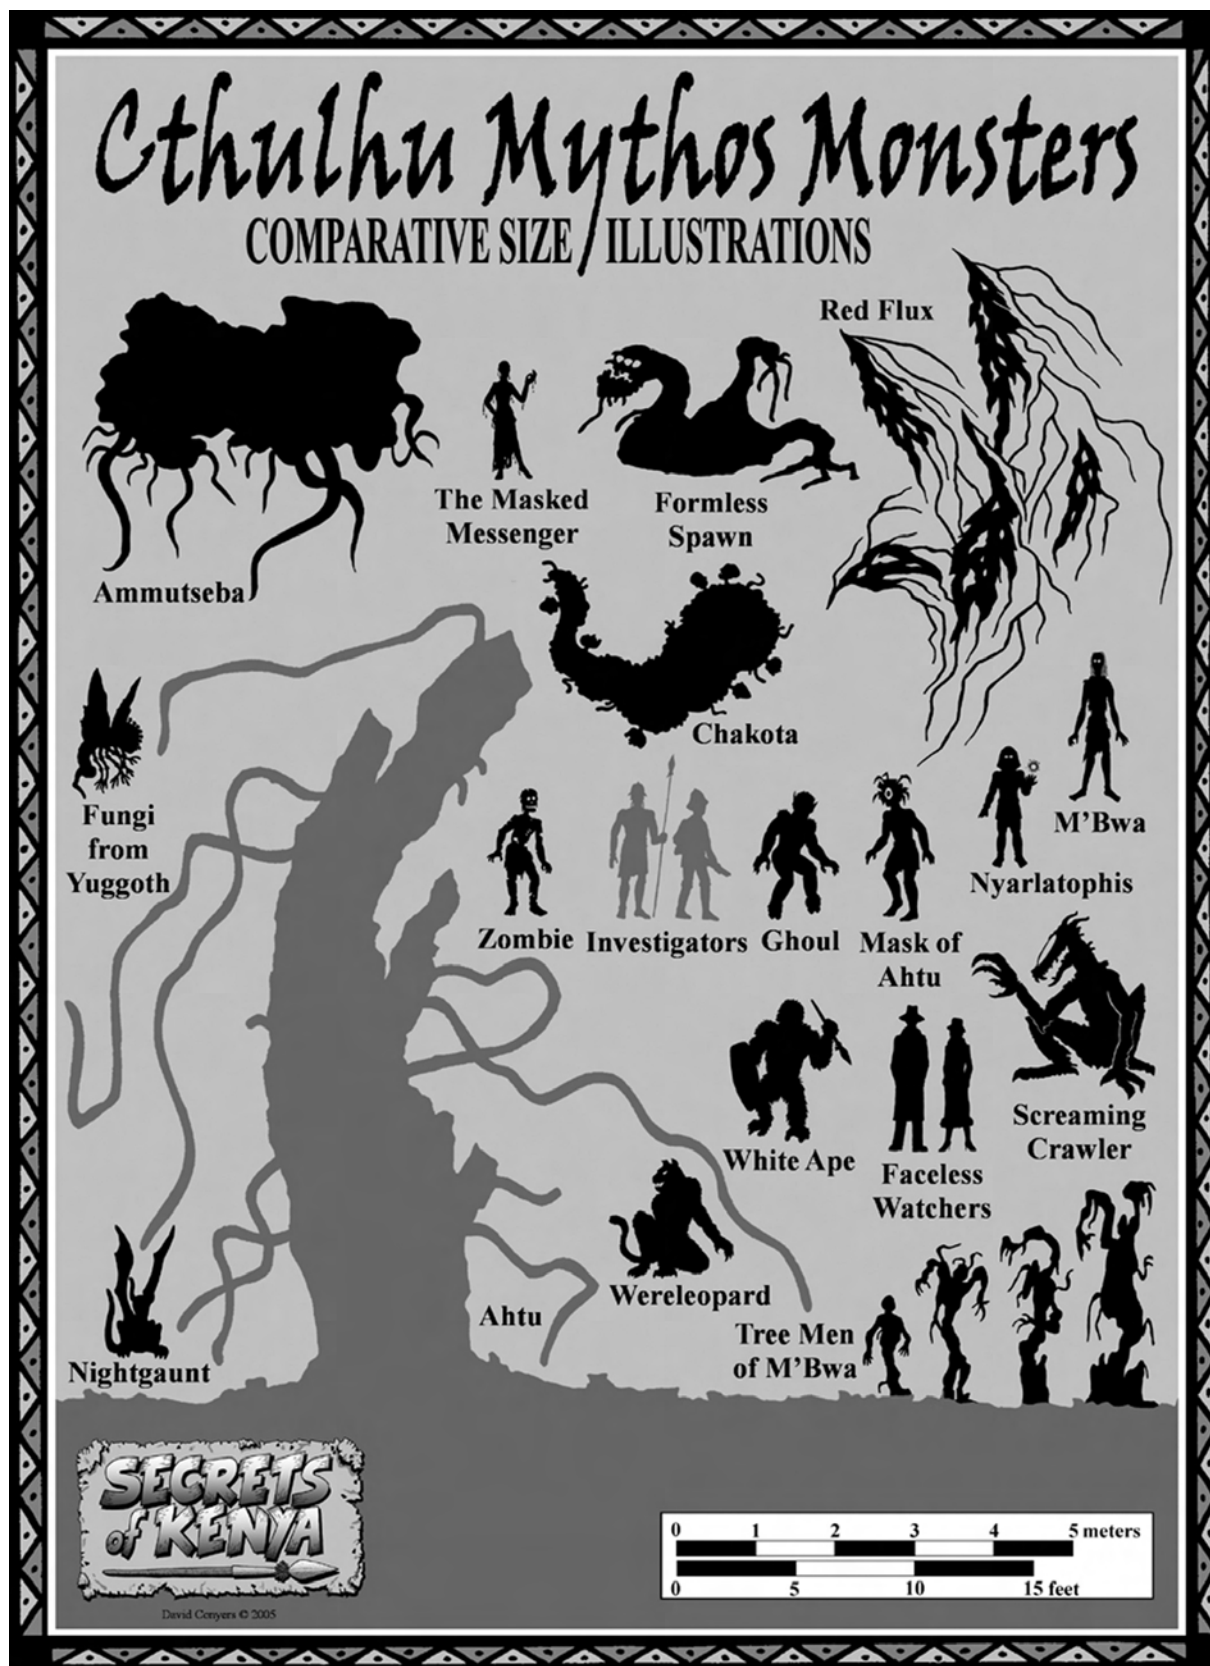 Cthulhu Mythos Monsters
COMPARATIVE SIZE ILLUSTRATIONS
Red Flux
The Masked
Messenger
Formless
Spawn
Ammutseba
Chakota
Fungi
from
Yuggoth
M'Bwa
Nyarlatophis
Zombie
Investigators
Ghoul
Mask of
Ahtu
Screaming
Crawler
White Ape
Faceless
Watchers
Wereleopard
Ahtu
Tree Men
of M'Bwa
Nightgaunt
SECRETS
of KENYA
David Conyers © 2005
0 1 2 3 4 5 meters
0 5 10 15 feet